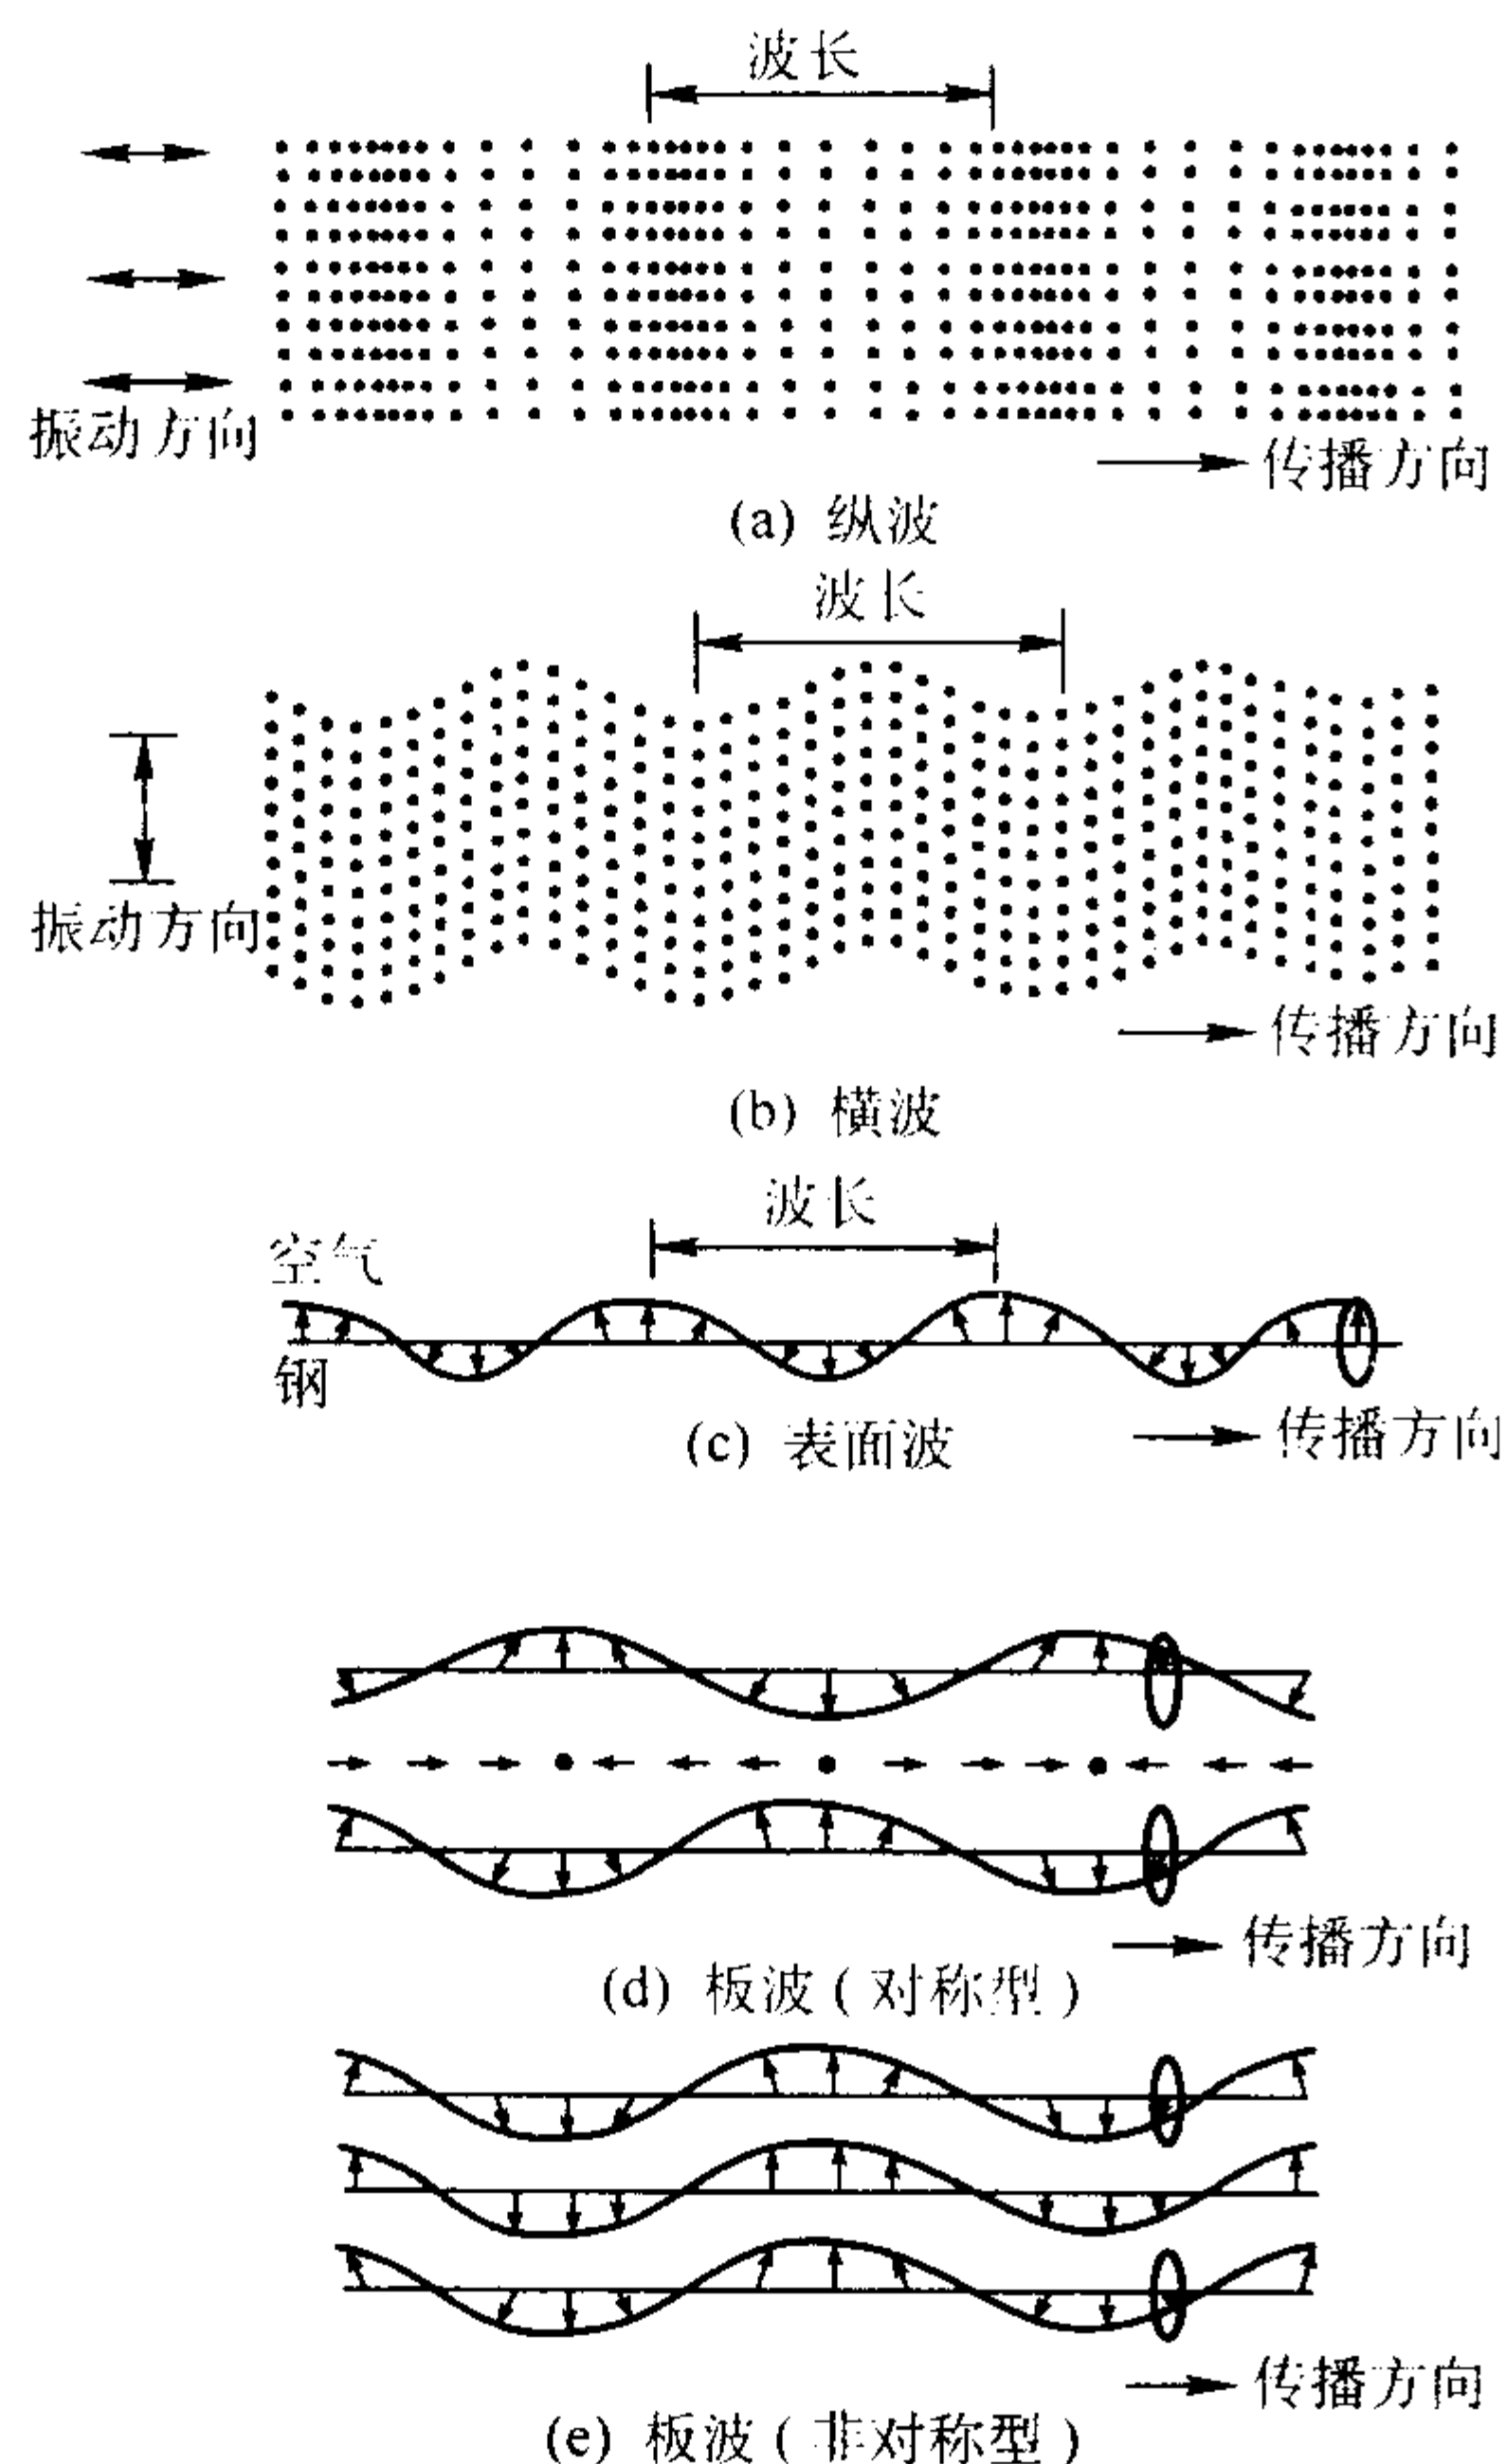 波长
振动方向
传播方向
(a) 纵波
波长
振动方向
传播方向
(b) 横波
波长
空气
钢
(c) 表面波
传播方向
传播方向
(d) 板波(对称型)
传播方向
(e) 板波(非对称型)